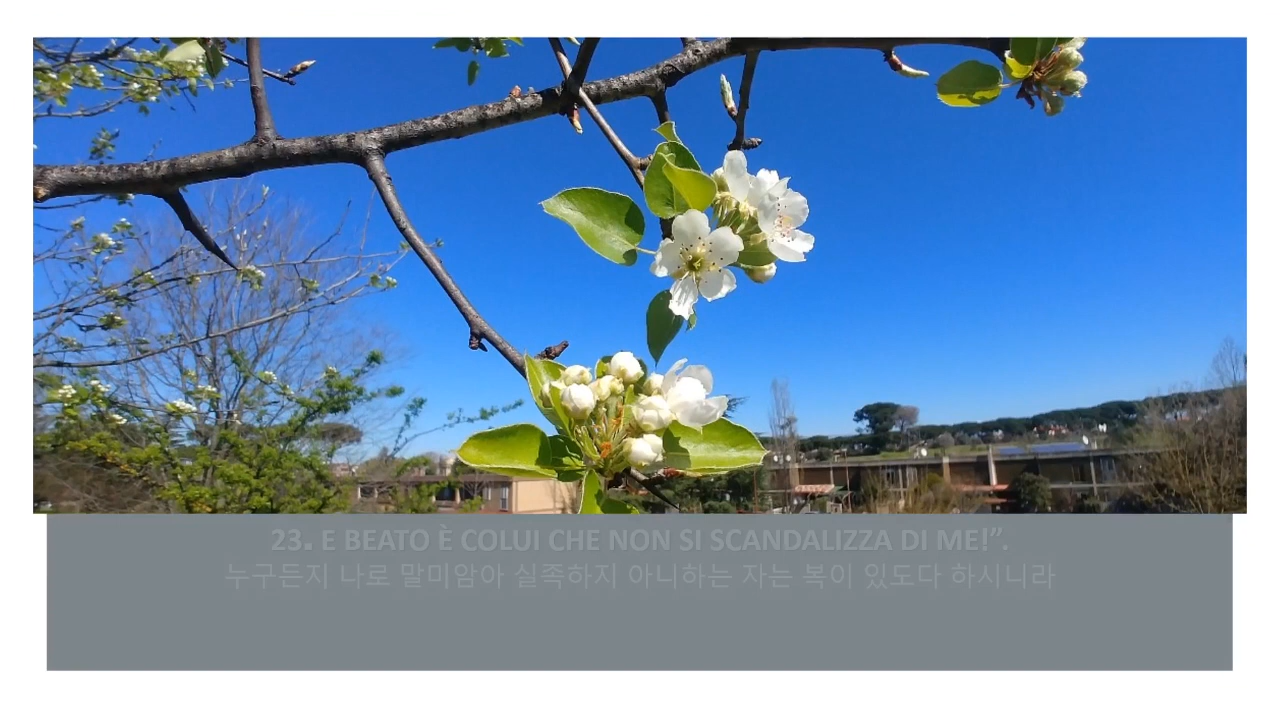 23. E BEATO È COLUI CHE NON SI SCANDALIZZA DI ME!”.
누구든지 나로 말미암아 실족하지 아니하는 자는 복이 있도다 하시니라